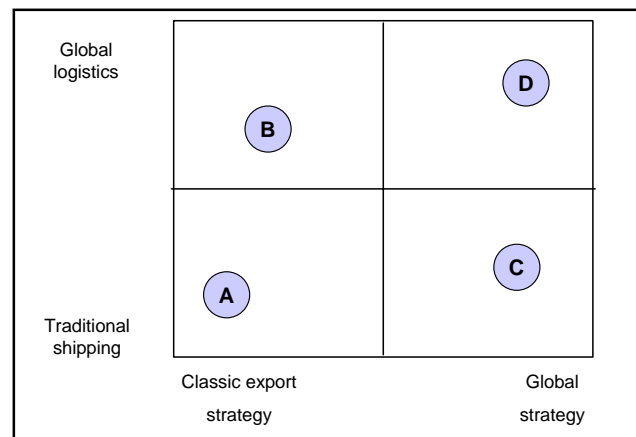 Global
logistics
D
B
C
A
Traditional
shipping
Classic export
strategy
Global
strategy